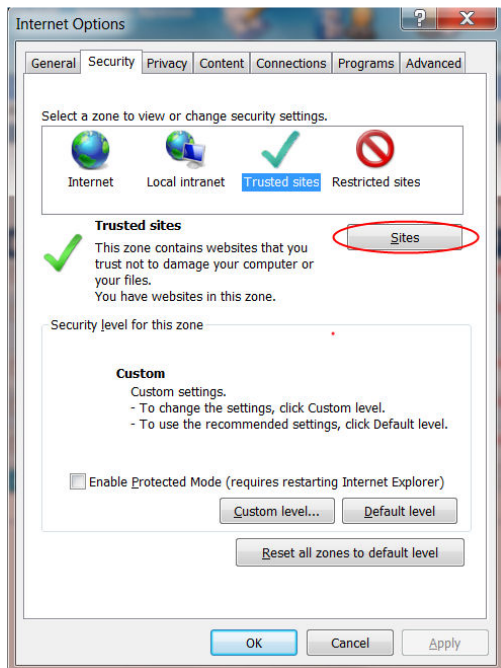 Internet Options
General Security Privacy Content Connections Programs Advanced
Select a zone to view or change security settings.
Internet Local intranet Trusted sites Restricted sites
Trusted sites
Sites
This zone contains websites that you
trust not to damage your computer or
your files.
You have websites in this zone.
Security level for this zone
Custom
Custom settings.
- To change the settings, click Custom level.
- To use the recommended settings, click Default level.
Enable Protected Mode (requires restarting Internet Explorer)
Custom level... Default level
Reset all zones to default level
OK Cancel Apply